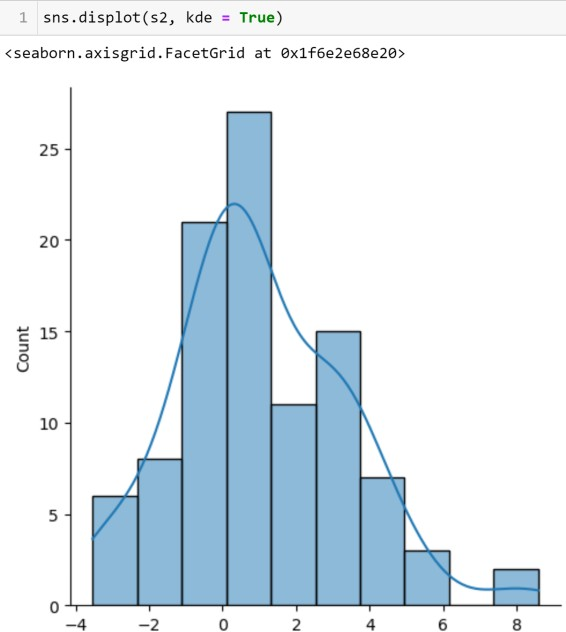 1 sns.displot(s2, kde = True)
<seaborn.axisgrid.FacetGrid at 0x1f6e2e68e20>
25
20
15
Count
10
5
0
−4 −2 0 2 4 6 8